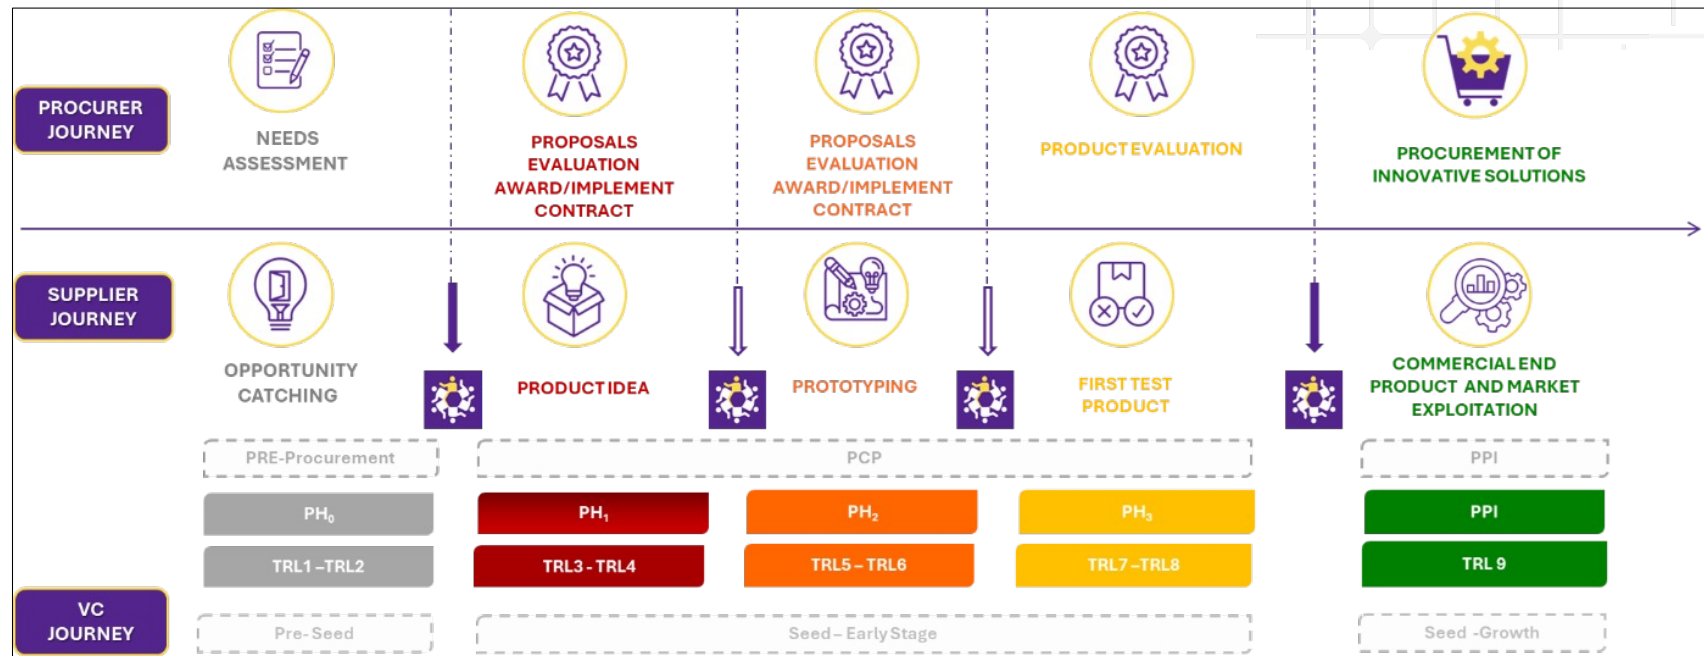 PROCURER
JOURNEY
NEEDS
ASSESSMENT
PROPOSALS
EVALUATION
AWARD/IMPLEMENT
CONTRACT
PROPOSALS
EVALUATION
AWARD/IMPLEMENT
CONTRACT
PRODUCT EVALUATION
PROCUREMENT OF
INNOVATIVE SOLUTIONS
SUPPLIER
JOURNEY
OPPORTUNITY
CATCHING
PRODUCT IDEA
PROTOTYPING
FIRST TEST
PRODUCT
COMMERCIAL END
PRODUCT AND MARKET
EXPLOITATION
PRE-Procurement
PCP
PPI
PH₀
PH₁
PH₂
PH₃
PPI
TRL1 –TRL2
TRL3 - TRL4
TRL5 – TRL6
TRL7 –TRL8
TRL 9
VC
JOURNEY
Pre- Seed
Seed – Early Stage
Seed -Growth